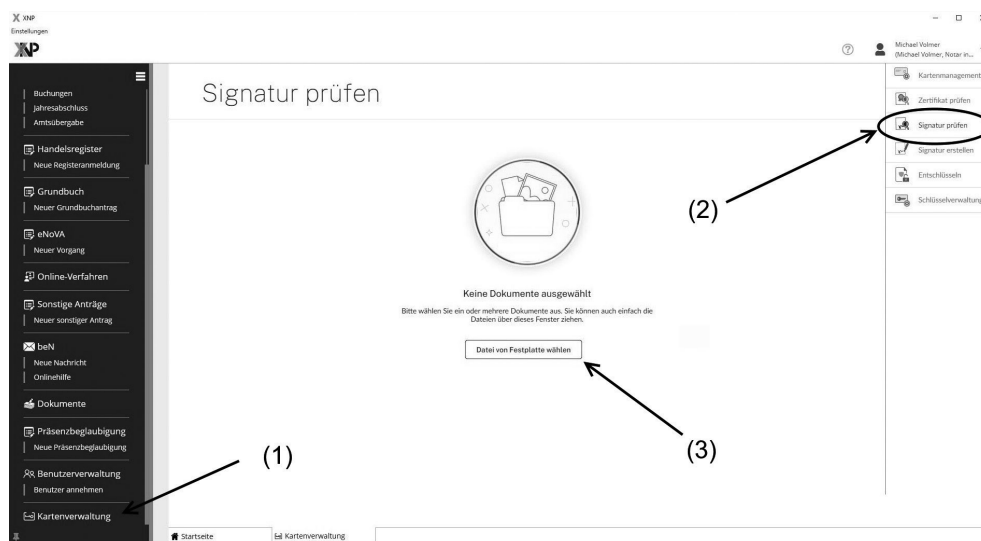 XNP
Einstellungen
XNP
Michael Volmer
(Michael Volmer, Notar in...
Buchungen
Jahresabschluss
Amtsübergabe
Handelsregister
Neue Registeranmeldung
Grundbuch
Neuer Grundbuchantrag
eNoVA
Neuer Vorgang
Online-Verfahren
Sonstige Anträge
Neuer sonstiger Antrag
beN
Neue Nachricht
Onlinehilfe
Dokumente
Präsenzbeglaubigung
Neue Präsenzbeglaubigung
Benutzerverwaltung
Benutzer annehmen
Kartenverwaltung
(1)
Signatur prüfen
Keine Dokumente ausgewählt
Bitte wählen Sie ein oder mehrere Dokumente aus. Sie können auch einfach die
Dateien über dieses Fenster ziehen.
Datei von Festplatte wählen
(2)
(3)
Kartenmanagement
Zertifikat prüfen
Signatur prüfen
Signatur erstellen
Entschlüsseln
Schlüsselverwaltung
Startseite
Kartenverwaltung